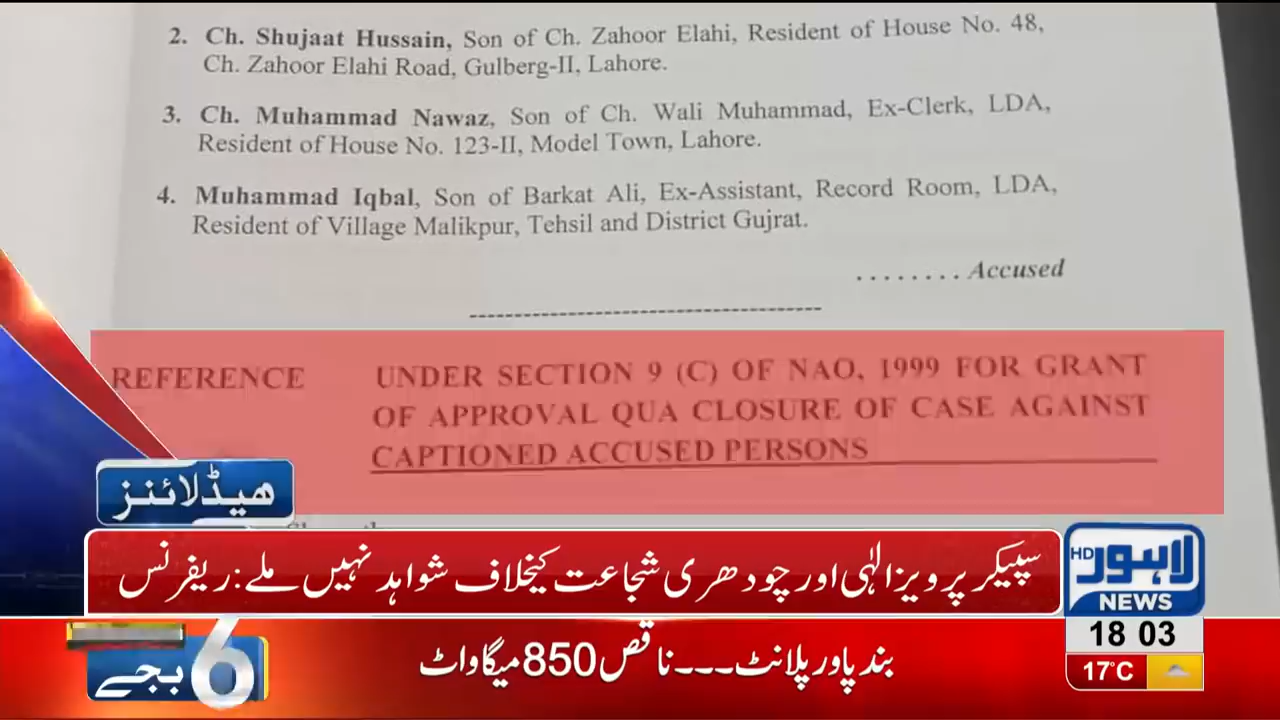 2. Ch. Shujaat Hussain, Son of Ch. Zahoor Elahi, Resident of House No. 48,
Ch. Zahoor Elahi Road, Gulberg-II, Lahore.
3. Ch. Muhammad Nawaz, Son of Ch. Wali Muhammad, Ex-Clerk, LDA,
Resident of House No. 123-II, Model Town, Lahore.
4. Muhammad Iqbal, Son of Barkat Ali, Ex-Assistant, Record Room, LDA,
Resident of Village Malikpur, Tehsil and District Gujrat.
........Accused
REFERENCE UNDER SECTION 9 (C) OF NAO, 1999 FOR GRANT
OF APPROVAL QUA CLOSURE OF CASE AGAINST
CAPTIONED ACCUSED PERSONS
ھیڈلائنز
سپیکر پرویزالٰہی اور چودھری شجاعت کیخلاف شواہد نہیں ملے:ریفرنس
لاہور HD
NEWS
18 03
17°C
6 بجے
بند پاور پلانٹ۔۔۔ناقص 850 میگاواٹ